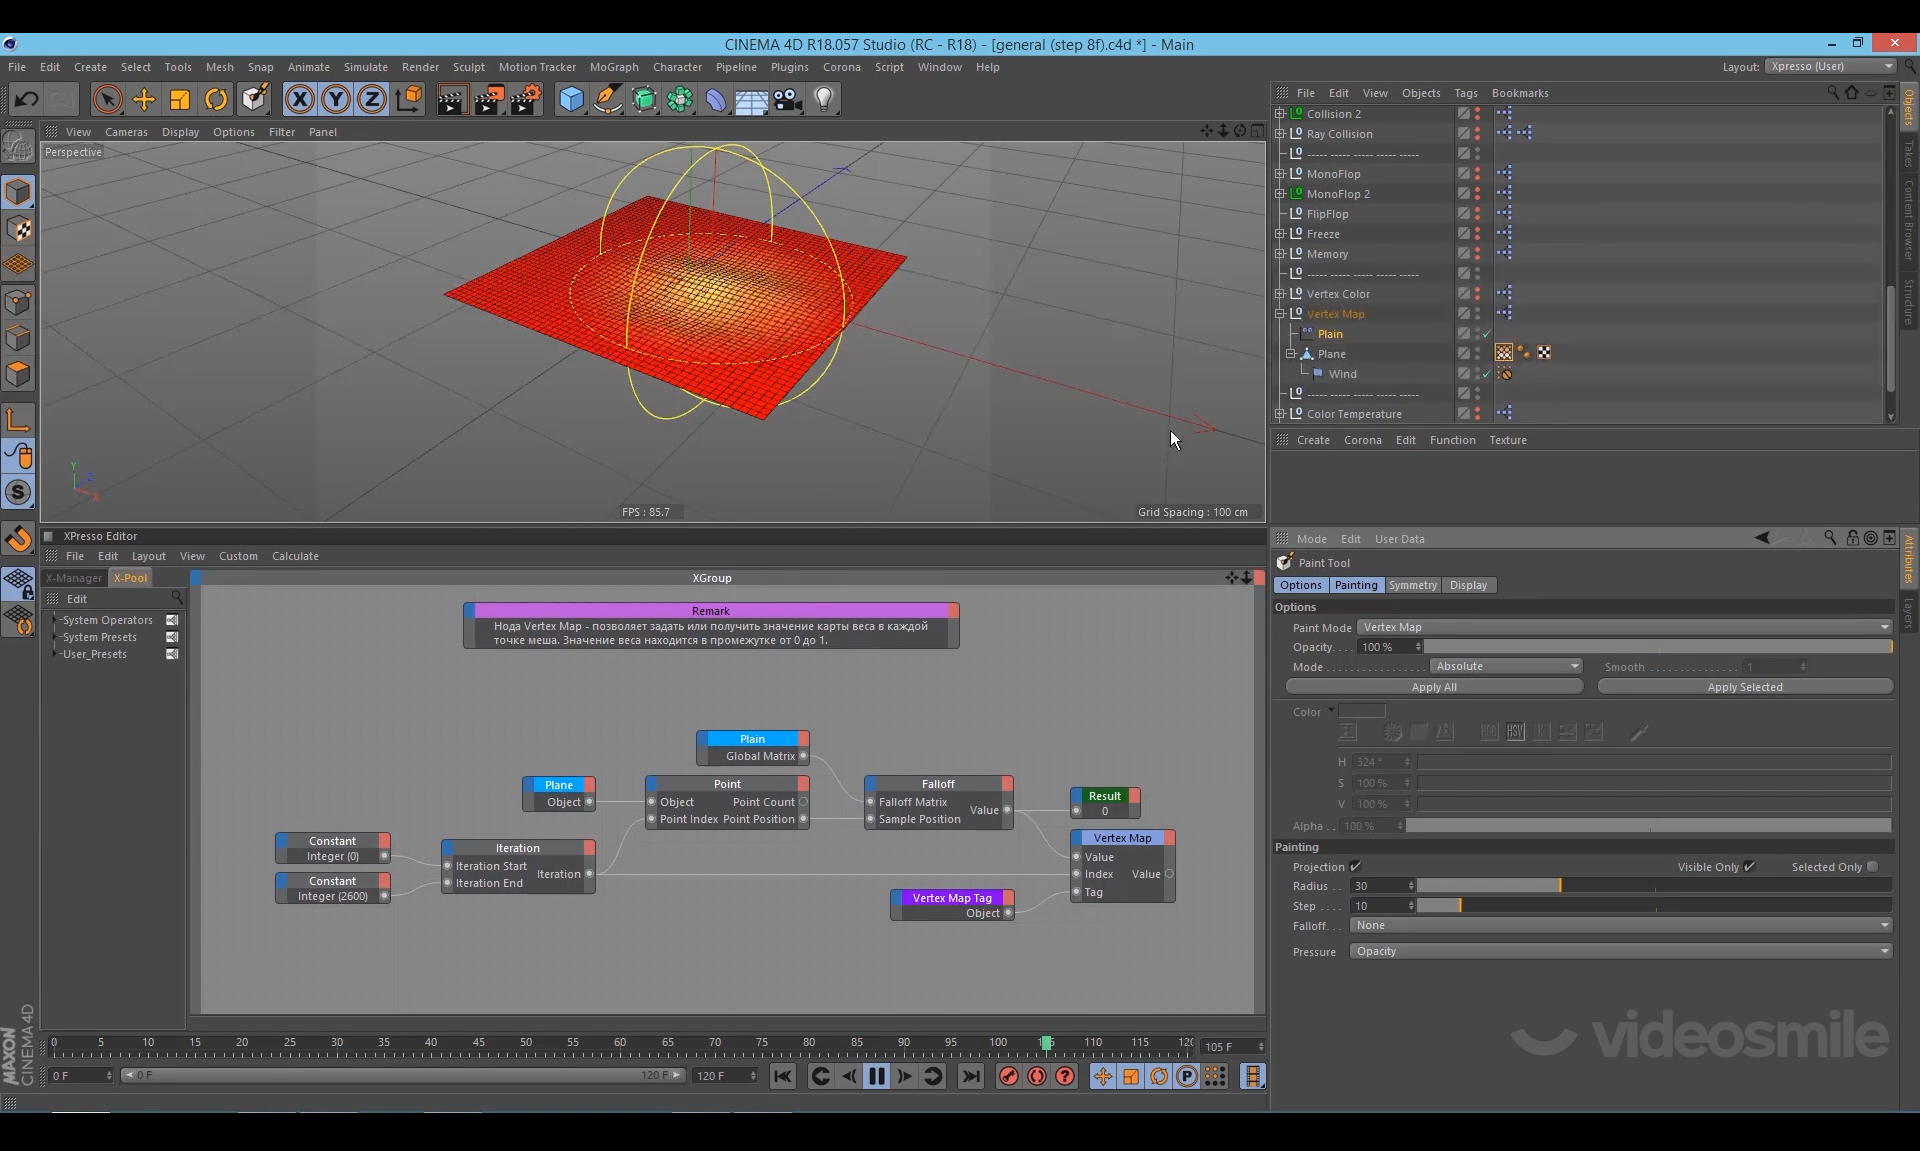 CINEMA 4D R18.057 Studio (RC - R18) - [general (step 8f).c4d *] - Main
File Edit Create Select Tools Mesh Snap Animate Simulate Render Sculpt Motion Tracker MoGraph Character Pipeline Plugins Corona Script Window Help
Layout: Xpresso (User)
View Cameras Display Options Filter Panel
Perspective
FPS : 85.7
Grid Spacing : 100 cm
File Edit View Objects Tags Bookmarks
Collision 2
Ray Collision
----- ----- ----- ----- -----
MonoFlop
MonoFlop 2
FlipFlop
Freeze
Memory
----- ----- ----- ----- -----
Vertex Color
Vertex Map
Plain
Plane
Wind
----- ----- ----- ----- -----
Color Temperature
Objects
Takes
Content Browser
Structure
Create Corona Edit Function Texture
XPresso Editor
File Edit Layout View Custom Calculate
X-Manager X-Pool
Edit
System Operators
System Presets
User_Presets
XGroup
Remark
Нода Vertex Map - позволяет задать или получить значение карты веса в каждой
точке меша. Значение веса находится в промежутке от 0 до 1.
Plain
Global Matrix
Plane
Object
Point
Object Point Count
Point Index Point Position
Falloff
Falloff Matrix
Sample Position
Value
Result
0
Constant
Integer (0)
Constant
Integer (2600)
Iteration
Iteration Start
Iteration End
Iteration
Vertex Map
Value
Index Value
Tag
Vertex Map Tag
Object
0 5 10 15 20 25 30 35 40 45 50 55 60 65 70 75 80 85 90 95 100 110 115
105 F
0 F
0 F
120 F
120 F
MAXON
CINEMA 4D
Mode Edit User Data
Paint Tool
Options Painting Symmetry Display
Options
Paint Mode Vertex Map
Opacity. . . . 100 %
Mode Absolute
Smooth 1
Apply All Apply Selected
Color
RGB HSV K
H 324 °
S 100 %
V 100 %
Alpha . . 100 %
Painting
Projection Visible Only Selected Only
Radius . . 30
Step . . . . 10
Falloff. . . None
Pressure Opacity
Attributes
Layers
videosmile